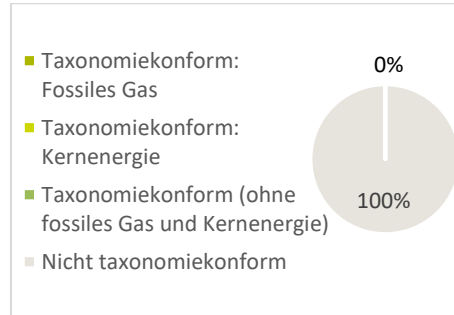 Taxonomiekonform:
Fossiles Gas
Taxonomiekonform:
Kernenergie
Taxonomiekonform (ohne
fossiles Gas und Kernenergie)
Nicht taxonomiekonform
0%
100%